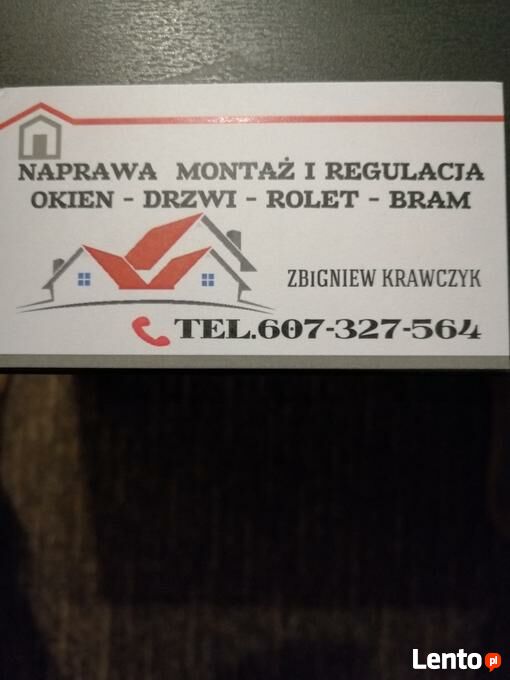 NAPRAWA MONTAŻ I REGULACJA
OKIEN - DRZWI - ROLET - BRAM
ZBIGNIEW KRAWCZYK
TEL.607-327-564
Lento pl